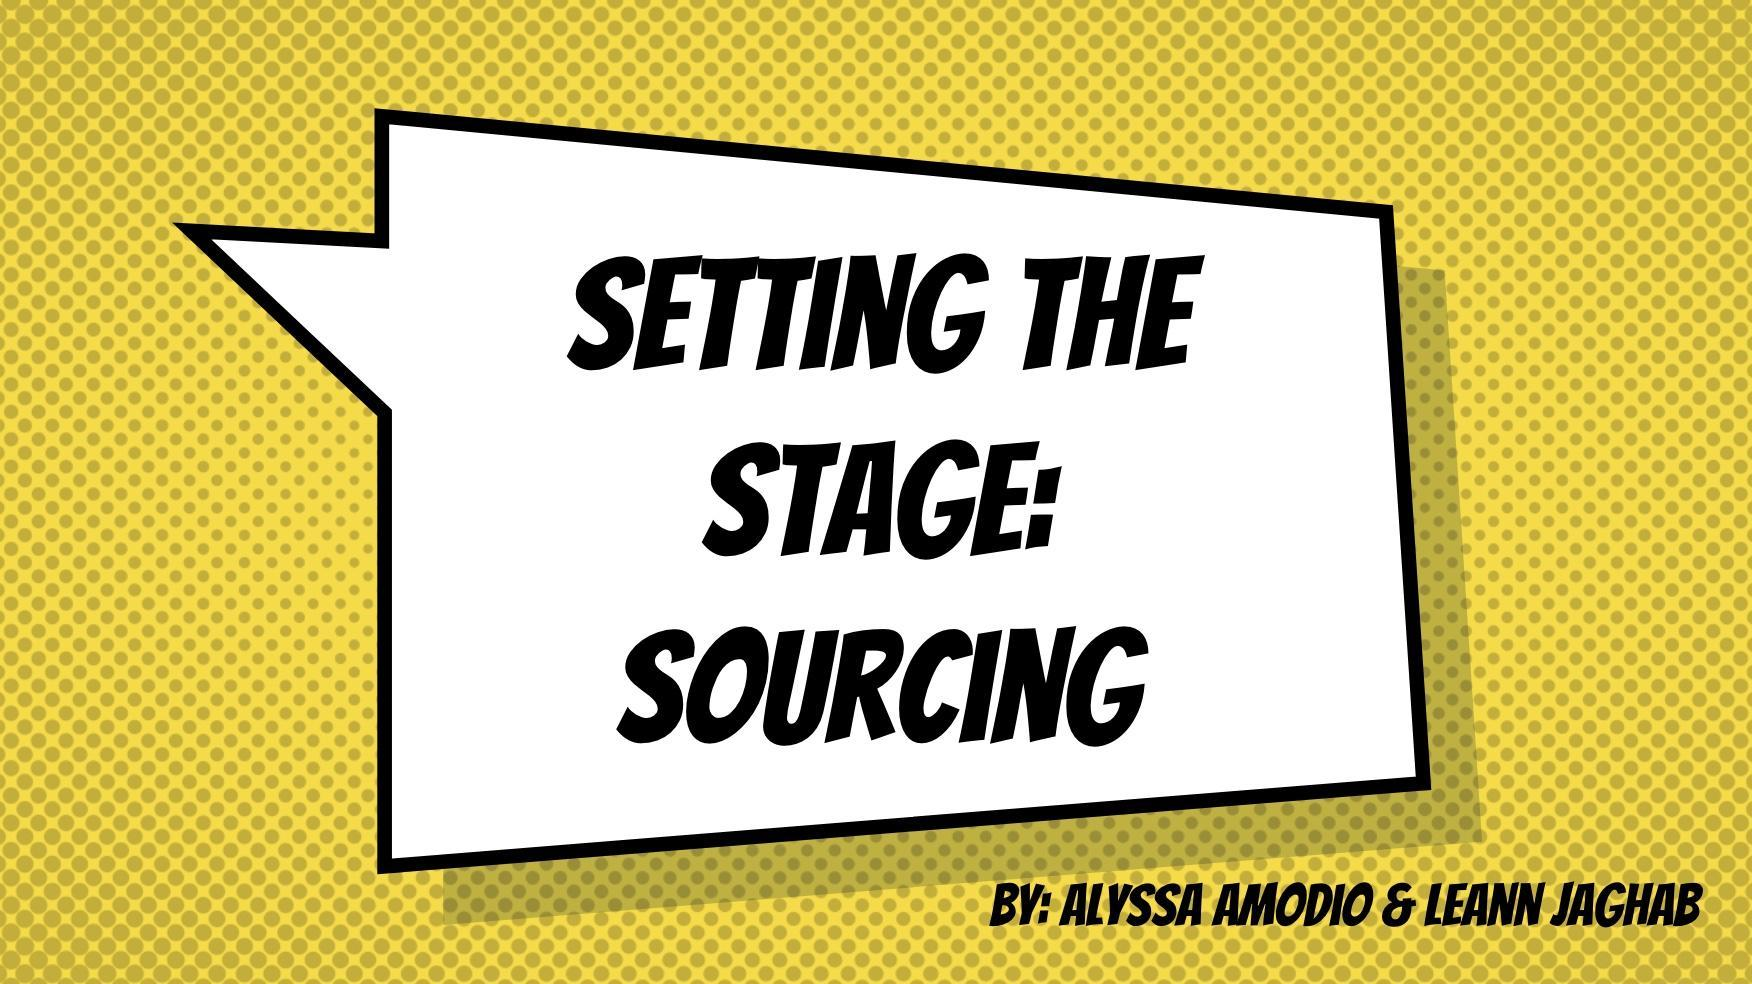 SETTING THE
STAGE:
SOURCING
BY: ALYSSA AMODIO & LEANN JAGHAB